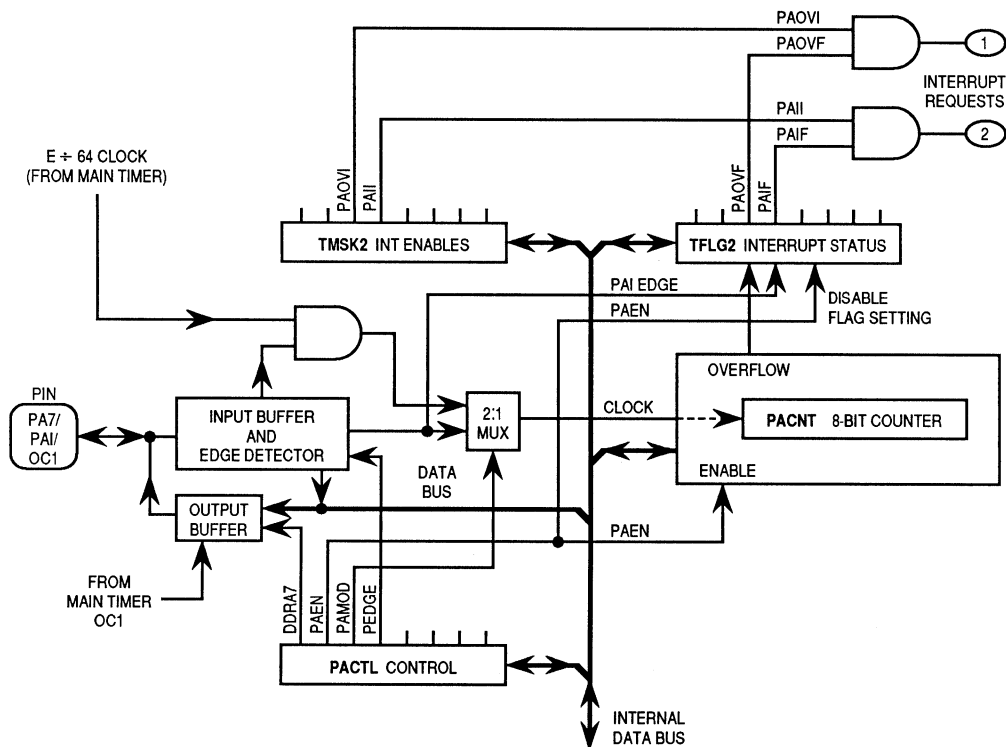 PAOVI
PAOVF
1
INTERRUPT
REQUESTS
PAII
PAIF
2
E ÷ 64 CLOCK
(FROM MAIN TIMER)
PAOVI
PAII
PAOVF
PAIF
TMSK2 INT ENABLES
TFLG2 INTERRUPT STATUS
PAI EDGE
PAEN
DISABLE
FLAG SETTING
OVERFLOW
PACNT 8-BIT COUNTER
ENABLE
PIN
PA7/
PAI/
OC1
INPUT BUFFER
AND
EDGE DETECTOR
2:1
MUX
CLOCK
DATA
BUS
OUTPUT
BUFFER
PAEN
FROM
MAIN TIMER
OC1
DDRA7
PAEN
PAMOD
PEDGE
PACTL CONTROL
INTERNAL
DATA BUS